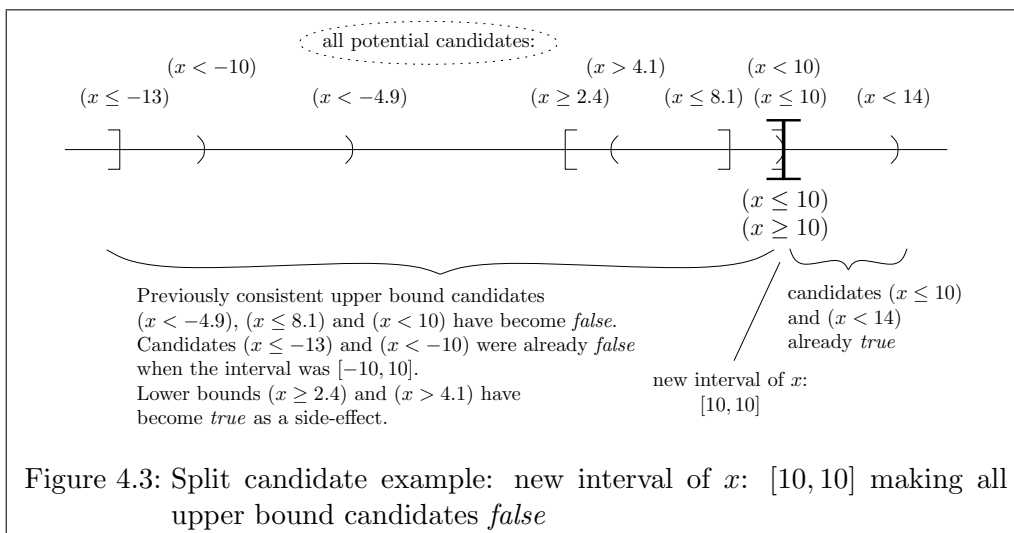 all potential candidates:
(x < −10) (x > 4.1) (x < 10)
(x ≤ −13) (x < −4.9) (x ≥ 2.4) (x ≤ 8.1) (x ≤ 10) (x < 14)
(x ≤ 10)
(x ≥ 10)
Previously consistent upper bound candidates
(x < −4.9), (x ≤ 8.1) and (x < 10) have become false.
Candidates (x ≤ −13) and (x < −10) were already false
when the interval was [−10, 10].
Lower bounds (x ≥ 2.4) and (x > 4.1) have
become true as a side-effect.
candidates (x ≤ 10)
and (x < 14)
already true
new interval of x:
[10, 10]
Figure 4.3: Split candidate example: new interval of x: [10, 10] making all
upper bound candidates false